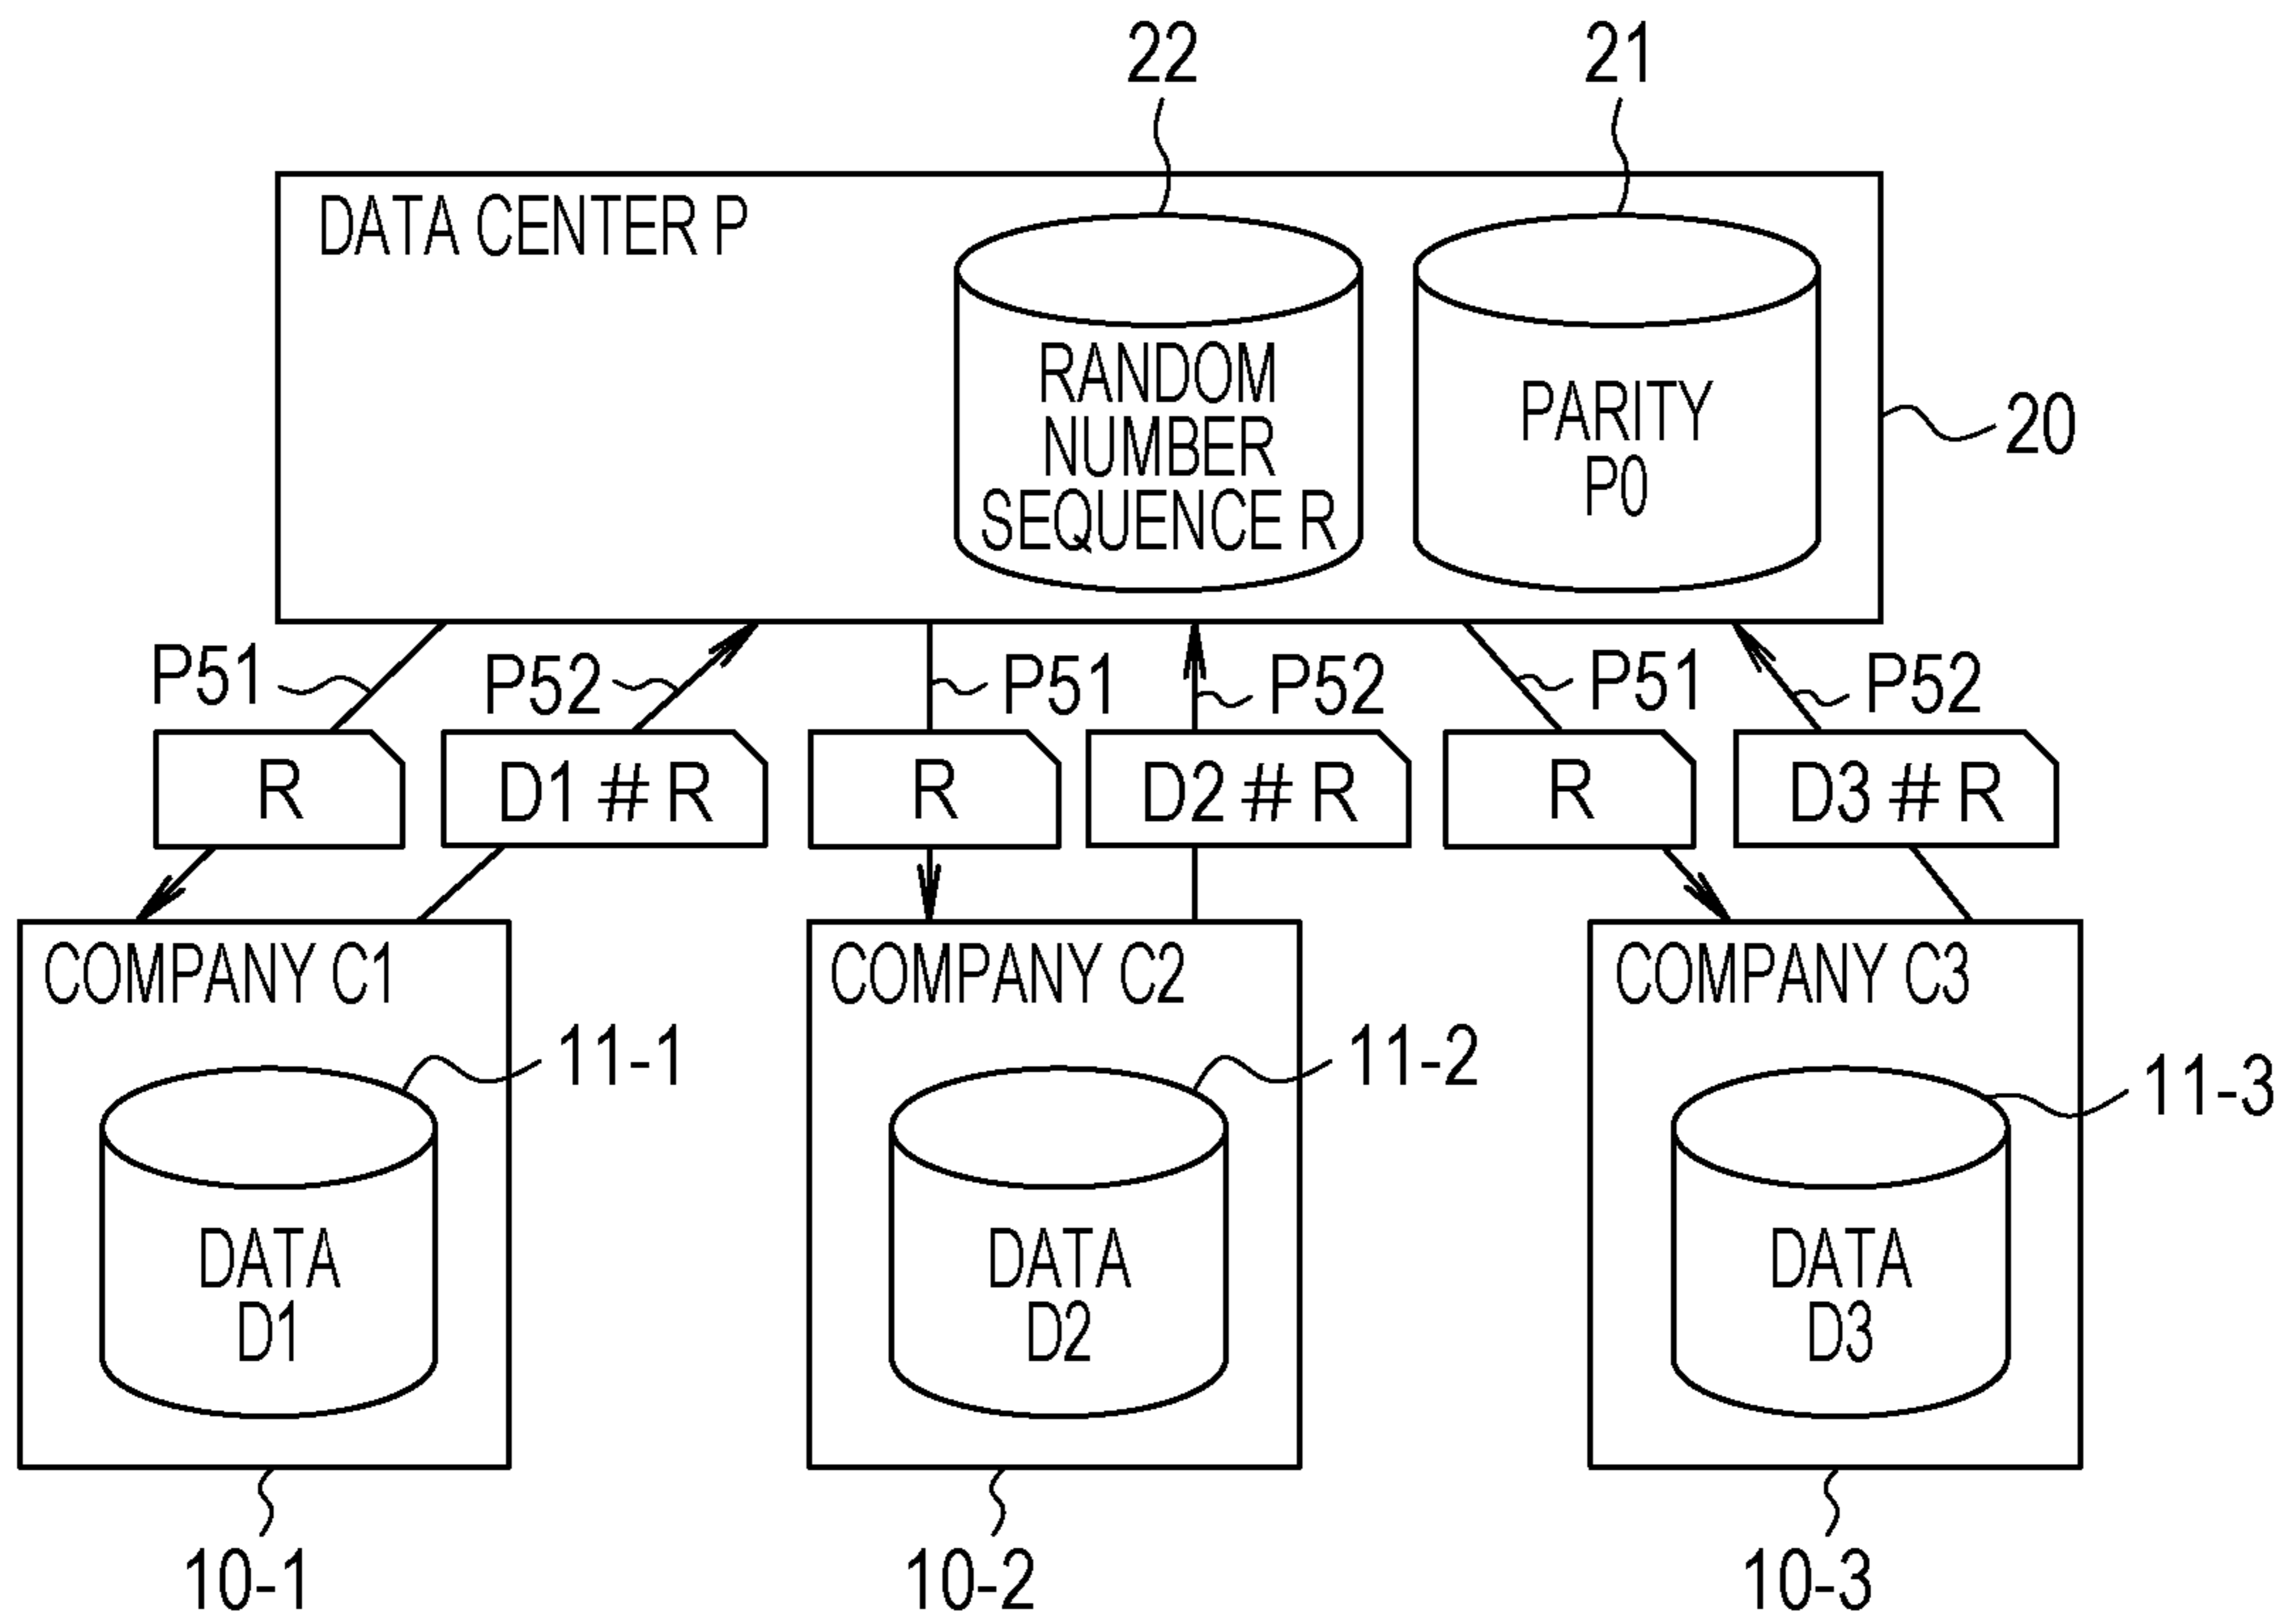 22
21
DATA CENTER P
RANDOM
NUMBER
SEQUENCE R
PARITY
P0
20
P51
P52
P51
P52
P51
P52
R
D1 # R
R
D2 # R
R
D3 # R
COMPANY C1
COMPANY C2
COMPANY C3
11-1
11-2
11-3
DATA
D1
DATA
D2
DATA
D3
10-1
10-2
10-3